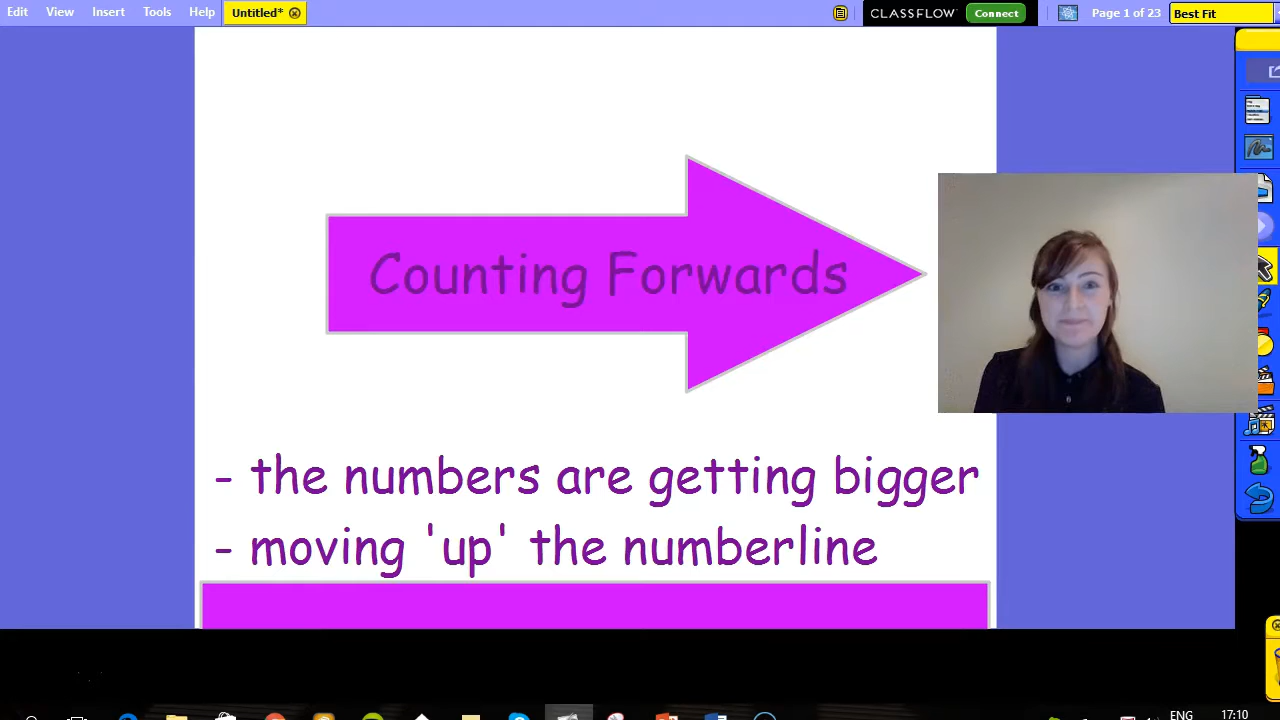 Edit View Insert Tools Help Untitled* CLASSFLOW Connect Page 1 of 23 Best Fit
Counting Forwards
- the numbers are getting bigger
- moving 'up' the numberline
ENG 17:10